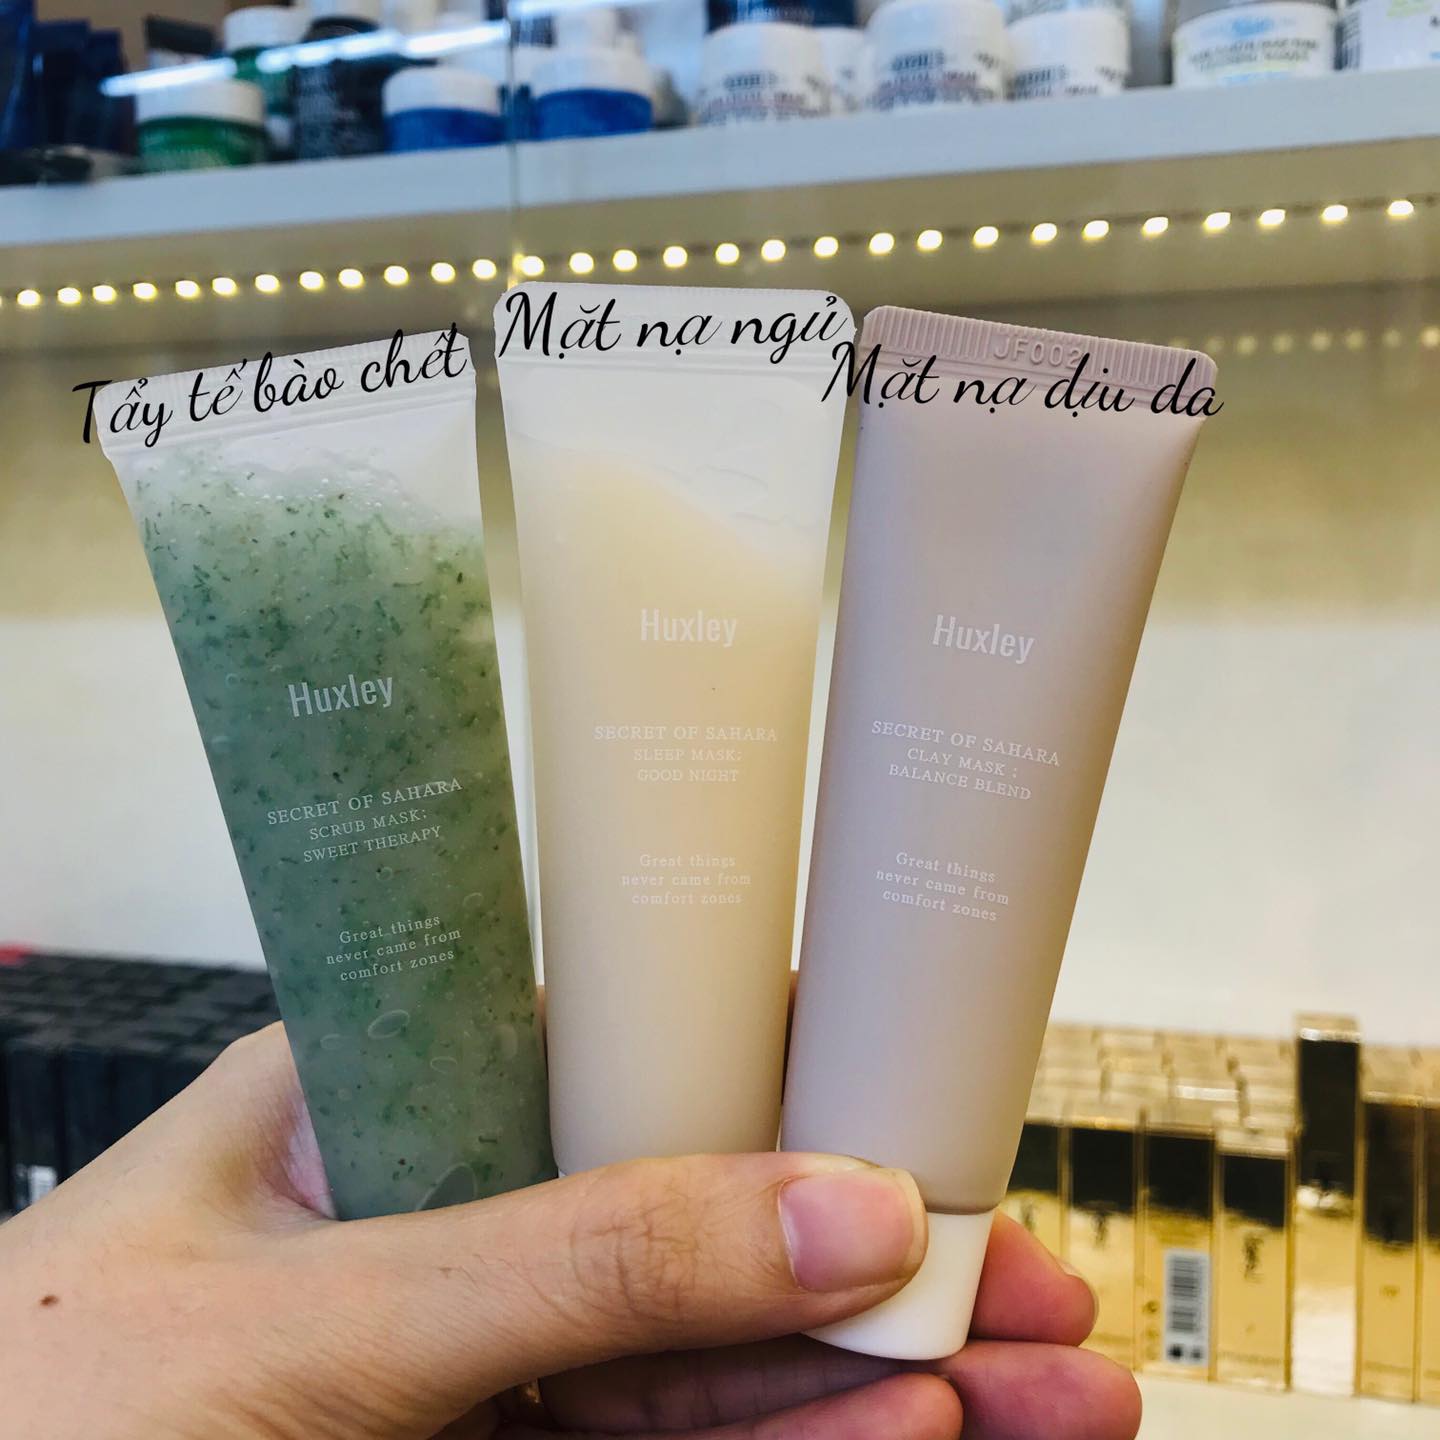 Tẩy tế bào chết
Mặt nạ ngủ
Mặt nạ dịu da
JF002
Huxley
SECRET OF SAHARA
SCRUB MASK;
SWEET THERAPY
Great things
never came from
comfort zones
Huxley
SECRET OF SAHARA
SLEEP MASK;
GOOD NIGHT
Great things
never came from
comfort zones
Huxley
SECRET OF SAHARA
CLAY MASK ;
BALANCE BLEND
Great things
never came from
comfort zones